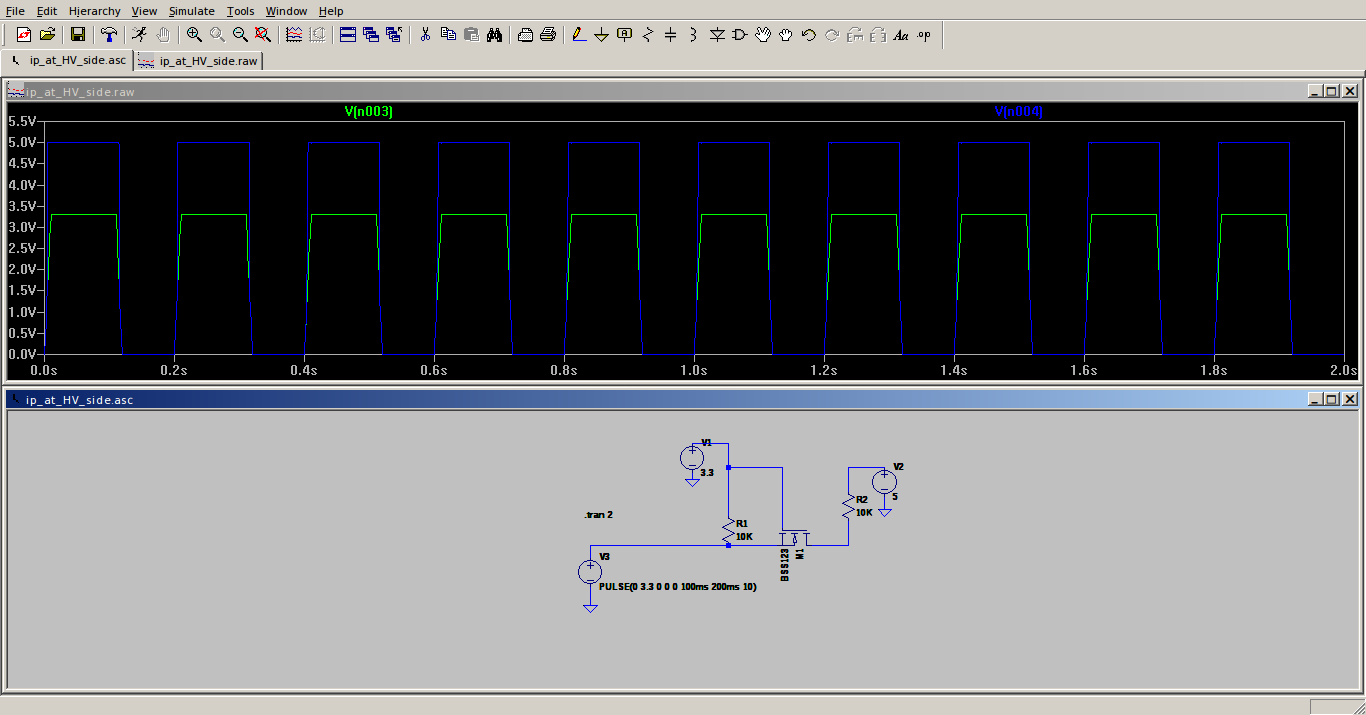 File Edit Hierarchy View Simulate Tools Window Help
Aa .op
ip_at_HV_side.asc ip_at_HV_side.raw
ip_at_HV_side.raw
V(n003) V(n004)
5.5V
5.0V
4.5V
4.0V
3.5V
3.0V
2.5V
2.0V
1.5V
1.0V
0.5V
0.0V
0.0s 0.2s 0.4s 0.6s 0.8s 1.0s 1.2s 1.4s 1.6s 1.8s 2.0s
ip_at_HV_side.asc
V1
3.3
V2
5
R2
10K
.tran 2
R1
10K
BSS123
M1
V3
PULSE(0 3.3 0 0 0 100ms 200ms 10)